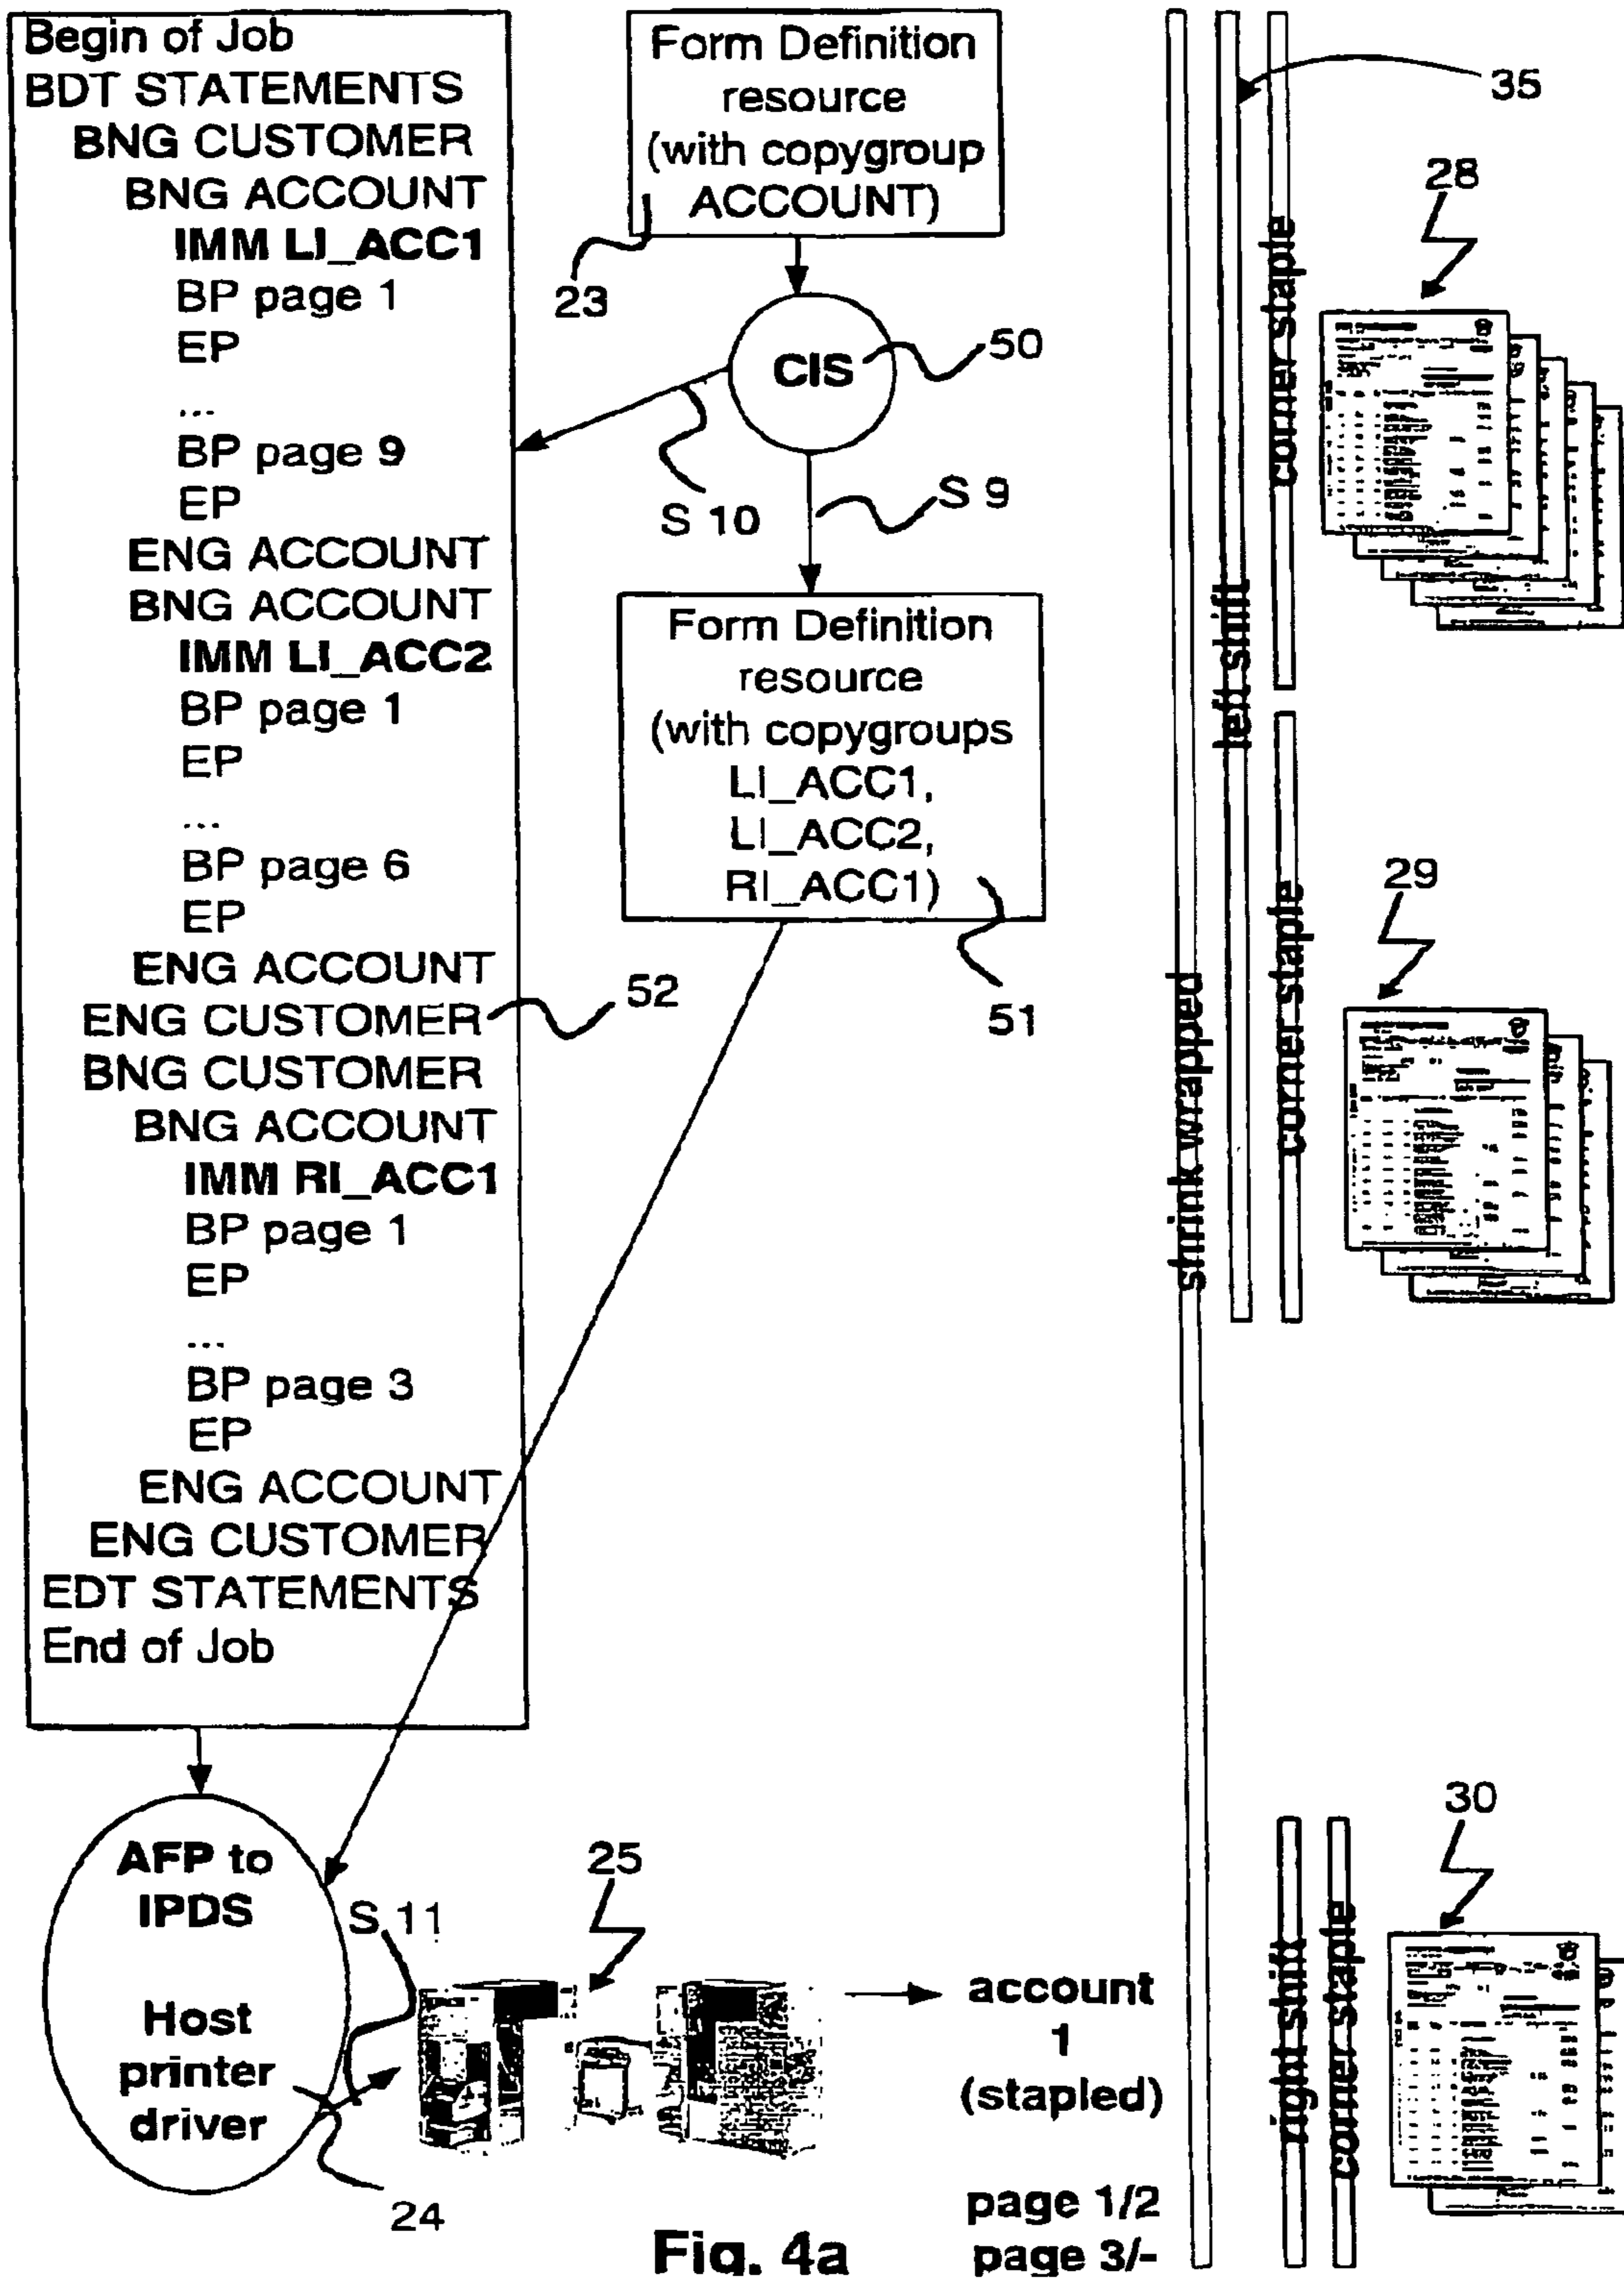 Begin of Job
BDT STATEMENTS
BNG CUSTOMER
BNG ACCOUNT
IMM LI_ACC1
BP page 1
EP
...
BP page 9
EP
ENG ACCOUNT
BNG ACCOUNT
IMM LI_ACC2
BP page 1
EP
...
BP page 6
EP
ENG ACCOUNT
ENG CUSTOMER
BNG CUSTOMER
BNG ACCOUNT
IMM RI_ACC1
BP page 1
EP
...
BP page 3
EP
ENG ACCOUNT
ENG CUSTOMER
EDT STATEMENTS
End of Job
52
Form Definition
resource
(with copygroup
ACCOUNT)
23
CIS
50
S 10
S 9
Form Definition
resource
(with copygroups
LI_ACC1,
LI_ACC2,
RI_ACC1)
51
AFP to
IPDS
Host
printer
driver
24
S 11
25
account
1
(stapled)
page 1/2
page 3/-
shrink wrapped
left shift
corner staple
corner staple
right shift
corner staple
35
28
29
30
Fig. 4a